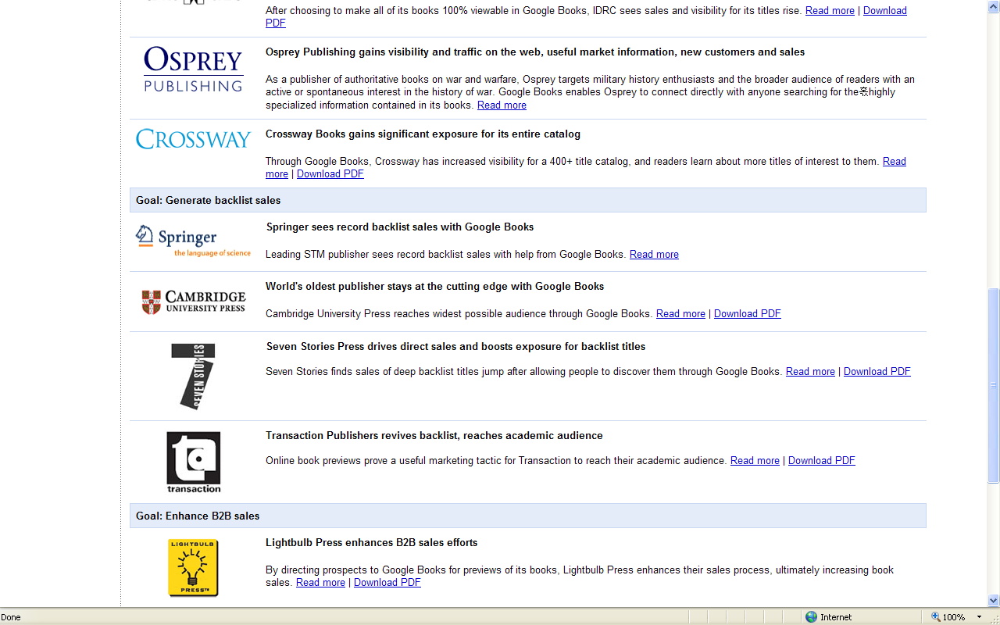 After choosing to make all of its books 100% viewable in Google Books, IDRC sees sales and visibility for its titles rise. Read more | Download
PDF
OSPREY
PUBLISHING
Osprey Publishing gains visibility and traffic on the web, useful market information, new customers and sales
As a publisher of authoritative books on war and warfare, Osprey targets military history enthusiasts and the broader audience of readers with an
active or spontaneous interest in the history of war. Google Books enables Osprey to connect directly with anyone searching for the highly
specialized information contained in its books. Read more
CROSSWAY
Crossway Books gains significant exposure for its entire catalog
Through Google Books, Crossway has increased visibility for a 400+ title catalog, and readers learn about more titles of interest to them. Read
more | Download PDF
Goal: Generate backlist sales
Springer
the language of science
Springer sees record backlist sales with Google Books
Leading STM publisher sees record backlist sales with help from Google Books. Read more
CAMBRIDGE
UNIVERSITY PRESS
World's oldest publisher stays at the cutting edge with Google Books
Cambridge University Press reaches widest possible audience through Google Books. Read more | Download PDF
SEVEN STORIES
Seven Stories Press drives direct sales and boosts exposure for backlist titles
Seven Stories finds sales of deep backlist titles jump after allowing people to discover them through Google Books. Read more | Download PDF
ta
transaction
Transaction Publishers revives backlist, reaches academic audience
Online book previews prove a useful marketing tactic for Transaction to reach their academic audience. Read more | Download PDF
Goal: Enhance B2B sales
LIGHTBULB
PRESS™
Lightbulb Press enhances B2B sales efforts
By directing prospects to Google Books for previews of its books, Lightbulb Press enhances their sales process, ultimately increasing book
sales. Read more | Download PDF
Done
Internet
100%